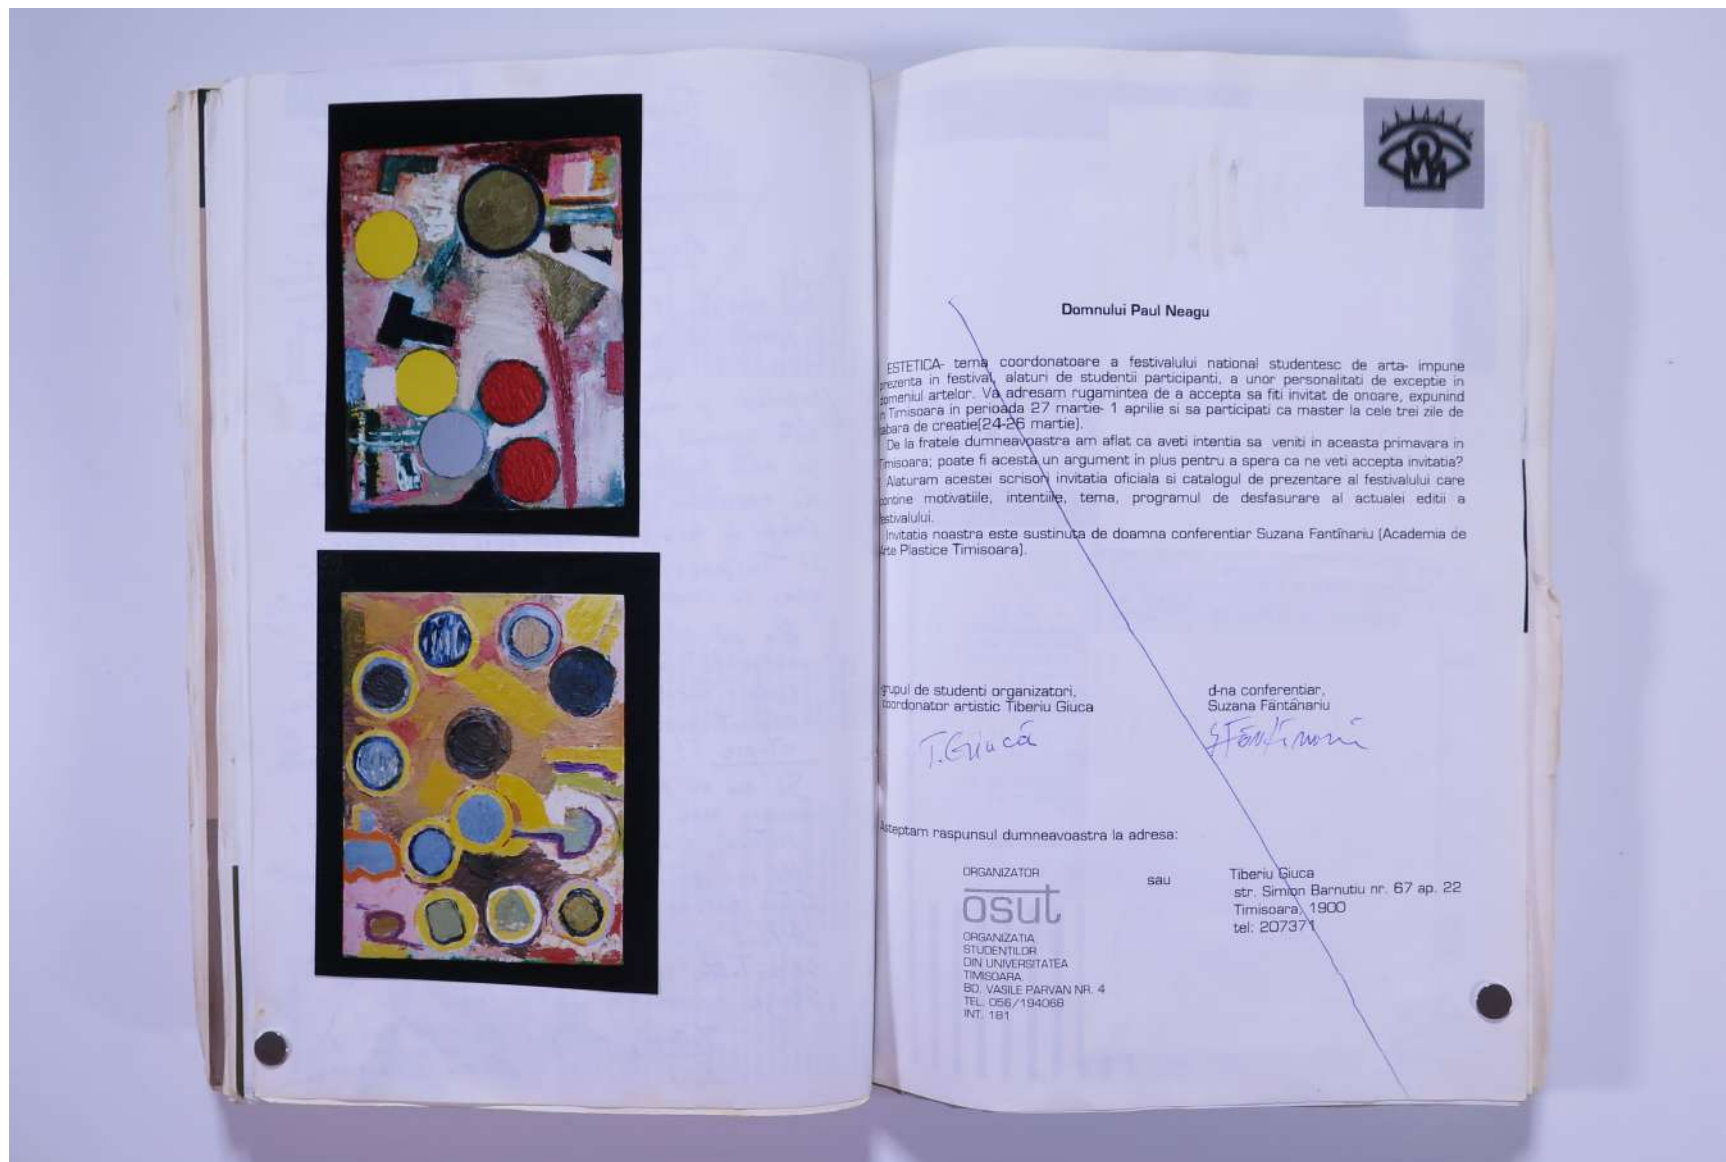 Domnului Paul Neagu
ESTETICA- tema coordonatoare a festivalului national studentesc de arta- impune
prezenta in festival, alaturi de studentii participanti, a unor personalitati de exceptie in
domeniul artelor. Va adresam rugamintea de a accepta sa fiti invitat de onoare, expunind
in Timisoara in perioada 27 martie- 1 aprilie si sa participati ca master la cele trei zile de
tabara de creatie(24-26 martie).
De la fratele dumneavoastra am aflat ca aveti intentia sa veniti in aceasta primavara in
Timisoara; poate fi acesta un argument in plus pentru a spera ca ne veti accepta invitatia?
Alaturam acestei scrisori invitatia oficiala si catalogul de prezentare al festivalului care
contine motivatiile, intentiile, tema, programul de desfasurare al actualei editii a
festivalului.
Invitatia noastra este sustinuta de doamna conferentiar Suzana Fantînariu (Academia de
Arte Plastice Timisoara).
grupul de studenti organizatori,
coordonator artistic Tiberiu Giuca
T.Giucă
d-na conferentiar,
Suzana Fântânariu
Asteptam raspunsul dumneavoastra la adresa:
ORGANIZATOR
osut
ORGANIZATIA
STUDENTILOR
DIN UNIVERSITATEA
TIMISOARA
BD. VASILE PARVAN NR. 4
TEL. 056/194068
INT. 181
sau
Tiberiu Giuca
str. Simion Barnutiu nr. 67 ap. 22
Timisoara, 1900
tel: 207371